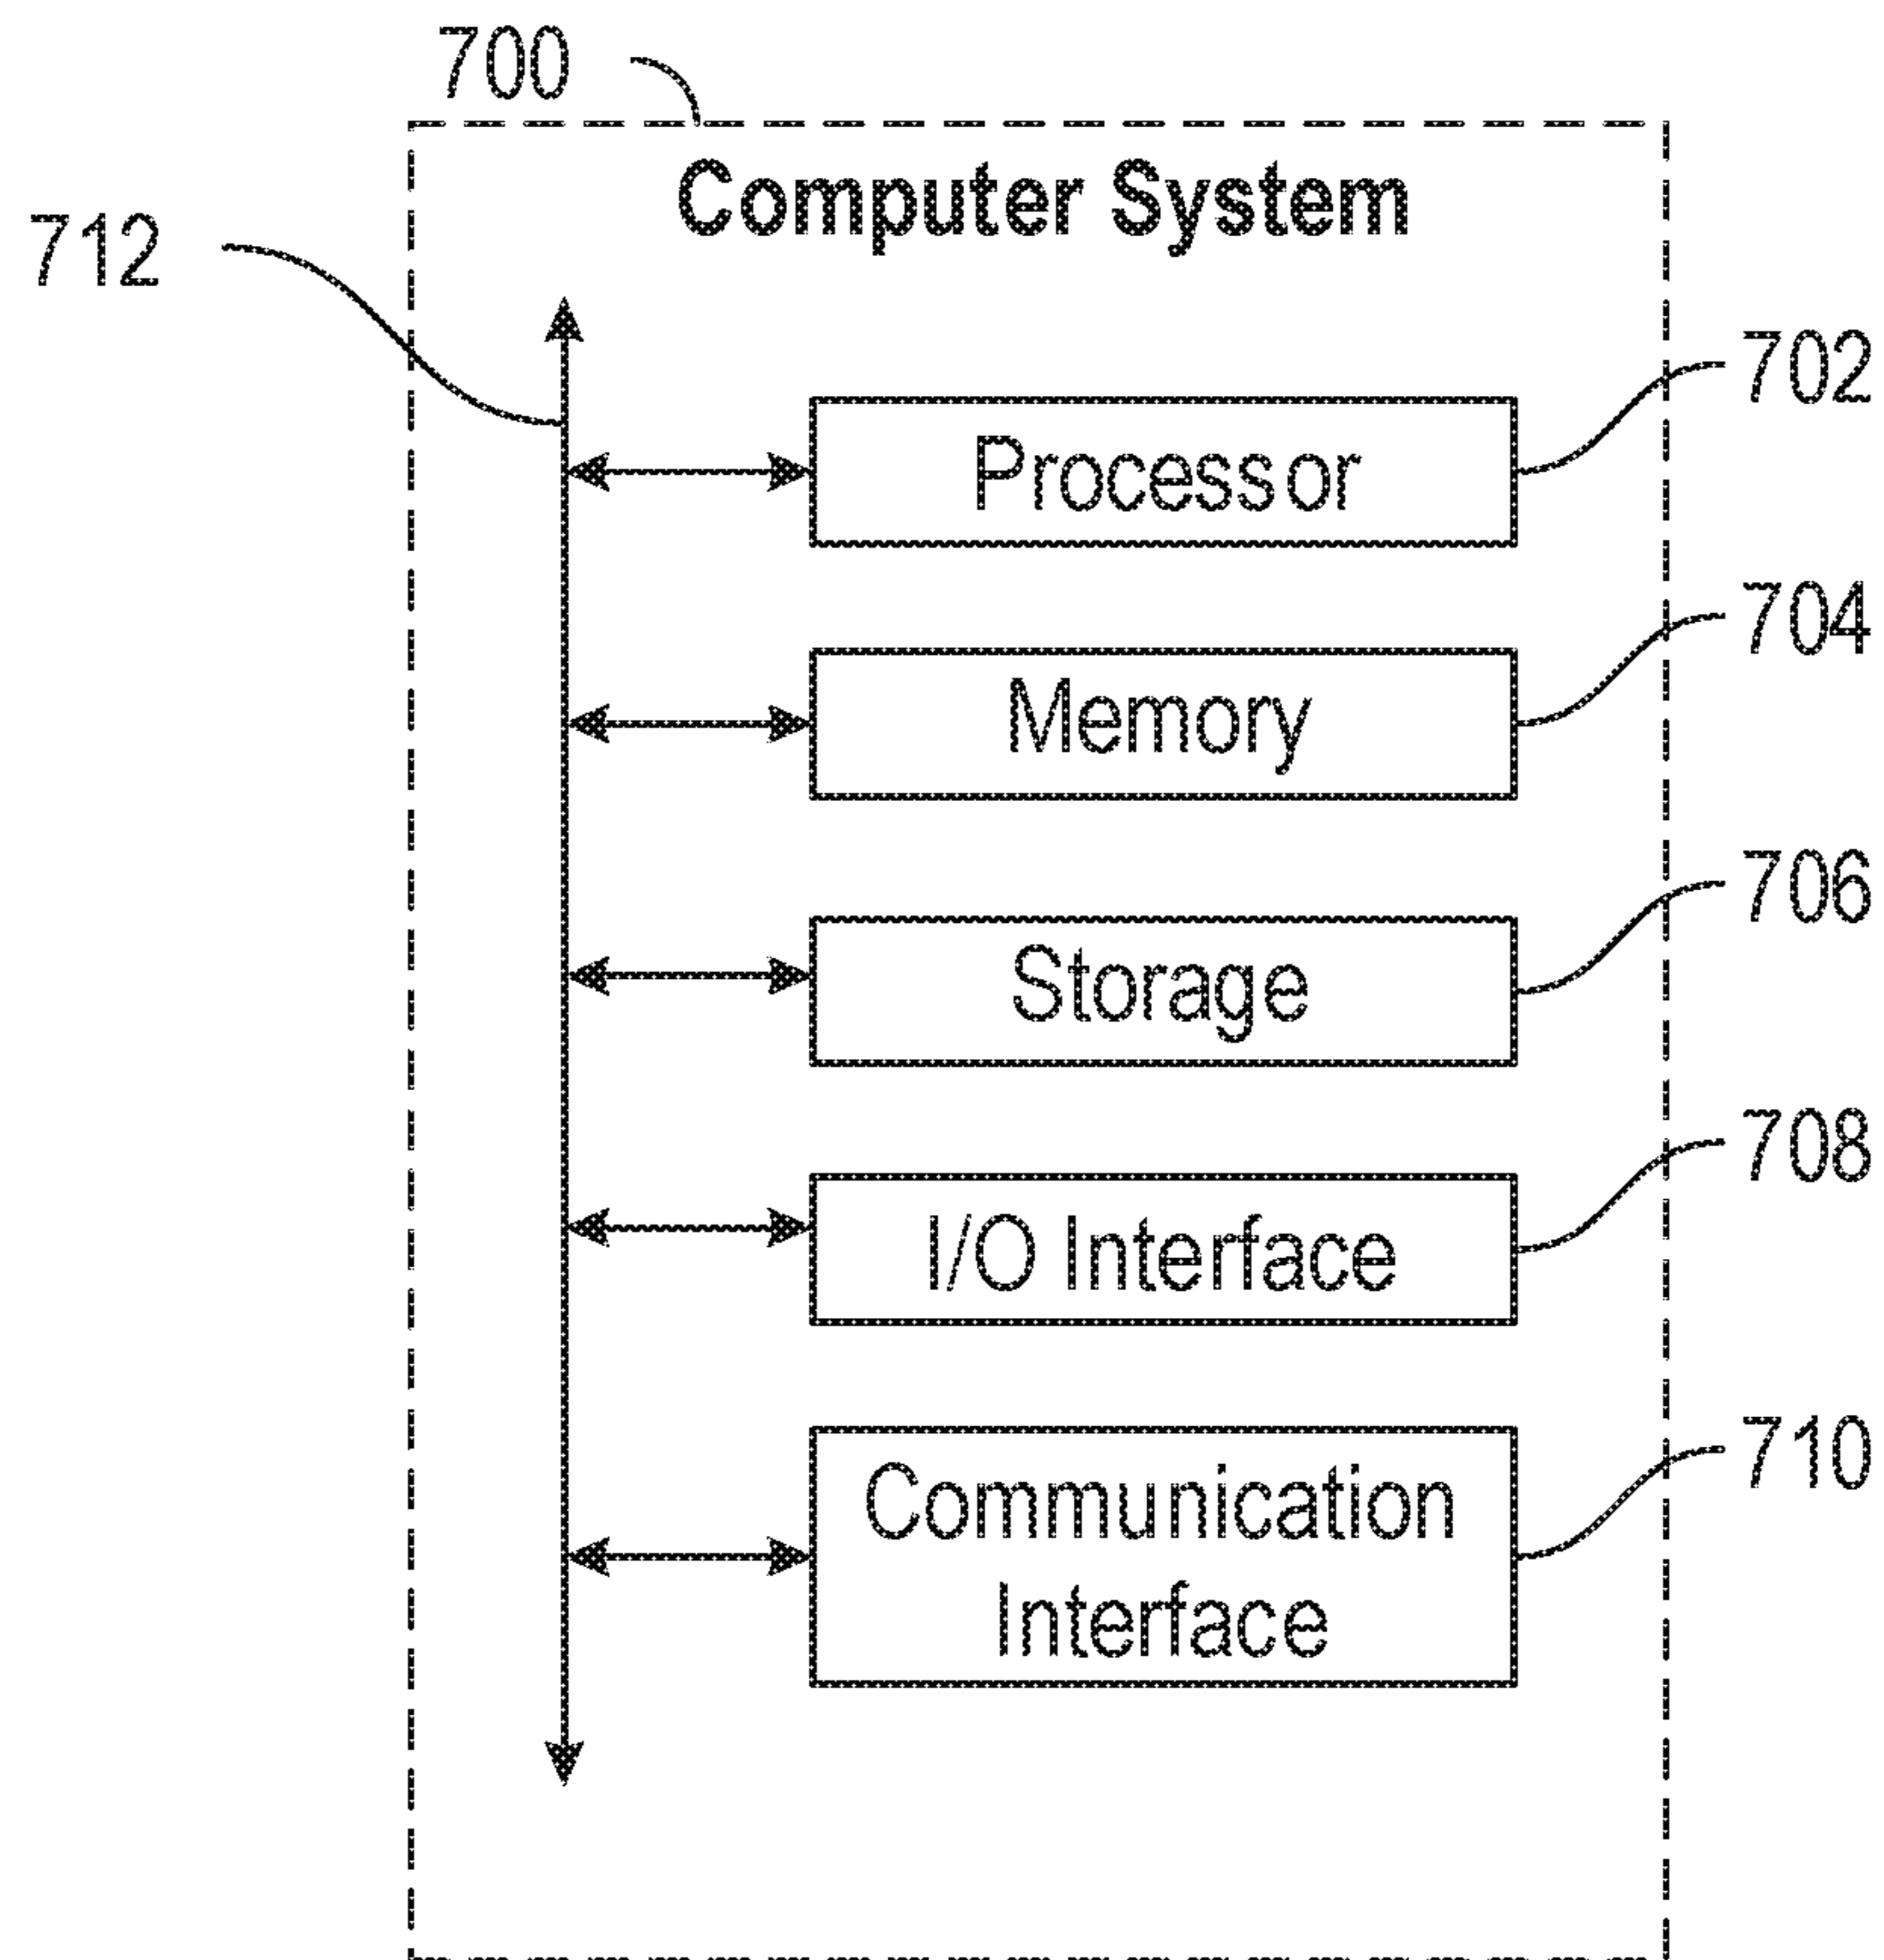 700
Computer System
712
702
Processor
704
Memory
706
Storage
708
I/O Interface
710
Communication
Interface